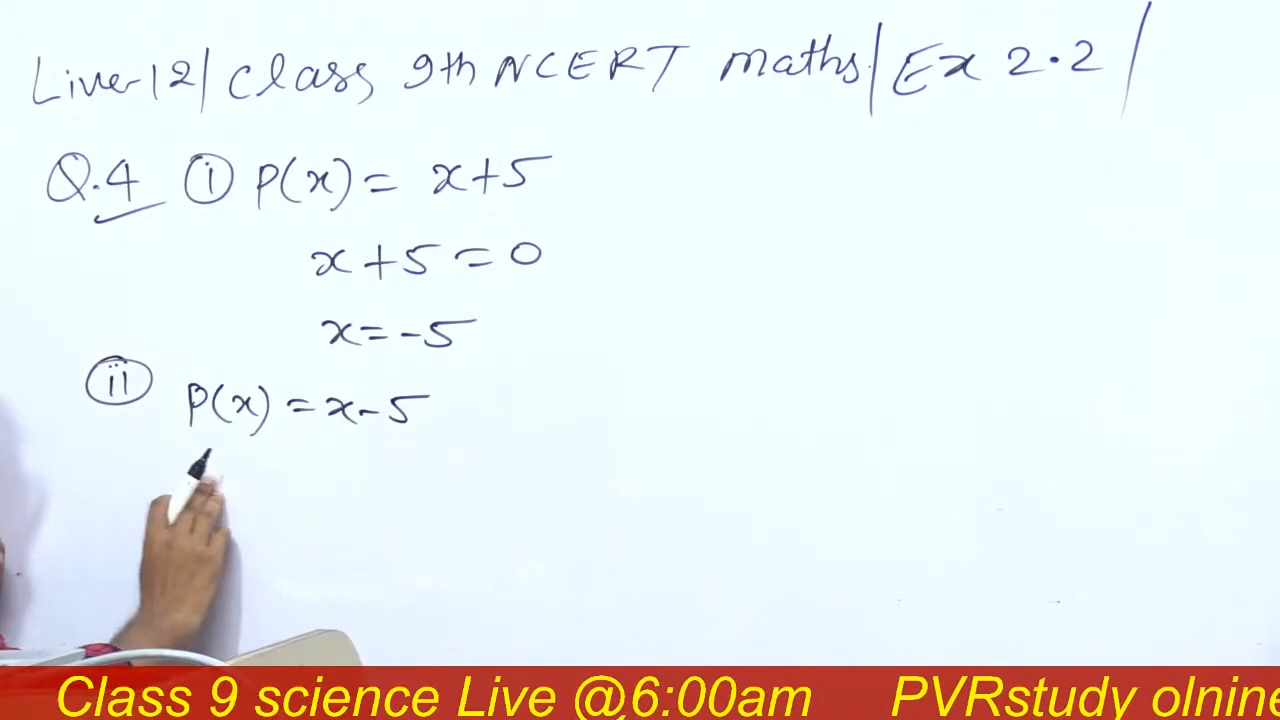 Live-12/ Class 9th NCERT maths/ Ex 2.2 /
Q.4 (i) P(x) = x+5
x+5=0
x=-5
(ii) P(x) = x-5
Class 9 science Live @6:00am PVRstudy olnine